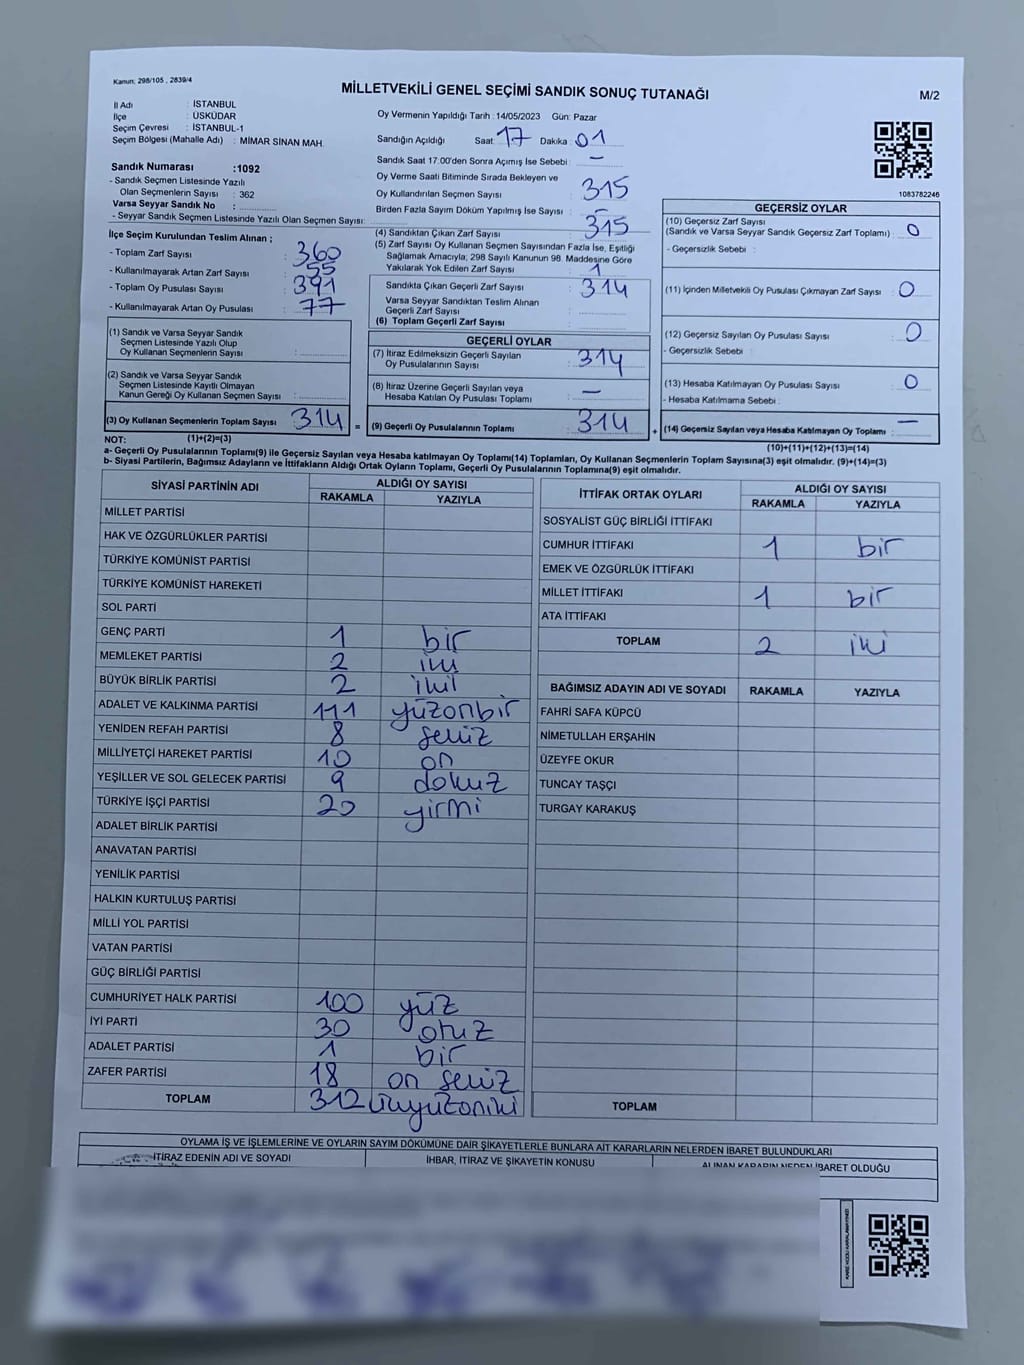 Kanun; 298/105 , 2839/4
MİLLETVEKİLİ GENEL SEÇİMİ SANDIK SONUÇ TUTANAĞI
M/2
İl Adı : İSTANBUL
İlçe : ÜSKÜDAR
Seçim Çevresi : İSTANBUL-1
Seçim Bölgesi (Mahalle Adı) : MİMAR SİNAN MAH.
Oy Vermenin Yapıldığı Tarih : 14/05/2023 Gün: Pazar
Sandığın Açıldığı Saat : 17 Dakika : 01
Sandık Saat 17:00'den Sonra Açımış İse Sebebi : –
Sandık Numarası :1092
- Sandık Seçmen Listesinde Yazılı
Olan Seçmenlerin Sayısı : 362
Varsa Seyyar Sandık No :
- Seyyar Sandık Seçmen Listesinde Yazılı Olan Seçmen Sayısı:
Oy Verme Saati Bitiminde Sırada Bekleyen ve
Oy Kullandırılan Seçmen Sayısı : 315
Birden Fazla Sayım Döküm Yapılmış İse Sayısı : –
1083782246
İlçe Seçim Kurulundan Teslim Alınan ;
- Toplam Zarf Sayısı : 360
- Kullanılmayarak Artan Zarf Sayısı : 55
- Toplam Oy Pusulası Sayısı : 391
- Kullanılmayarak Artan Oy Pusulası : 77
(4) Sandıktan Çıkan Zarf Sayısı : 315
(5) Zarf Sayısı Oy Kullanan Seçmen Sayısından Fazla İse, Eşitliği
Sağlamak Amacıyla; 298 Sayılı Kanunun 98. Maddesine Göre
Yakılarak Yok Edilen Zarf Sayısı : 1
Sandıkta Çıkan Geçerli Zarf Sayısı : 314
Varsa Seyyar Sandıktan Teslim Alınan
Geçerli Zarf Sayısı :
(6) Toplam Geçerli Zarf Sayısı :
GEÇERSİZ OYLAR
(10) Geçersiz Zarf Sayısı
(Sandık ve Varsa Seyyar Sandık Geçersiz Zarf Toplamı) : 0
- Geçersizlik Sebebi :
(11) İçinden Milletvekili Oy Pusulası Çıkmayan Zarf Sayısı : 0
(12) Geçersiz Sayılan Oy Pusulası Sayısı : 0
- Geçersizlik Sebebi :
(13) Hesaba Katılmayan Oy Pusulası Sayısı : 0
- Hesaba Katılmama Sebebi :
(14) Geçersiz Sayılan veya Hesaba Katılmayan Oy Toplamı : –
(10)+(11)+(12)+(13)=(14)
(1) Sandık ve Varsa Seyyar Sandık
Seçmen Listesinde Yazılı Olup
Oy Kullanan Seçmenlerin Sayısı :
(2) Sandık ve Varsa Seyyar Sandık
Seçmen Listesinde Kayıtlı Olmayan
Kanun Gereği Oy Kullanan Seçmen Sayısı :
(3) Oy Kullanan Seçmenlerin Toplam Sayısı : 314 =
(1)+(2)=(3)
GEÇERLİ OYLAR
(7) İtiraz Edilmeksizin Geçerli Sayılan
Oy Pusulalarının Sayısı : 314
(8) İtiraz Üzerine Geçerli Sayılan veya
Hesaba Katılan Oy Pusulası Toplamı : –
(9) Geçerli Oy Pusulalarının Toplamı : 314 +
NOT:
a- Geçerli Oy Pusulalarının Toplamı(9) ile Geçersiz Sayılan veya Hesaba katılmayan Oy Toplamı(14) Toplamları, Oy Kullanan Seçmenlerin Toplam Sayısına(3) eşit olmalıdır. (9)+(14)=(3)
b- Siyasi Partilerin, Bağımsız Adayların ve İttifakların Aldığı Ortak Oyların Toplamı, Geçerli Oy Pusulalarının Toplamına(9) eşit olmalıdır.
SİYASİ PARTİNİN ADI ALDIĞI OY SAYISI
RAKAMLA YAZIYLA
MİLLET PARTİSİ
HAK VE ÖZGÜRLÜKLER PARTİSİ
TÜRKİYE KOMÜNİST PARTİSİ
TÜRKİYE KOMÜNİST HAREKETİ
SOL PARTİ
GENÇ PARTİ 1 bir
MEMLEKET PARTİSİ 2 iki
BÜYÜK BİRLİK PARTİSİ 2 ikil
ADALET VE KALKINMA PARTİSİ 111 yüzonbir
YENİDEN REFAH PARTİSİ 8 sekiz
MİLLİYETÇİ HAREKET PARTİSİ 10 on
YEŞİLLER VE SOL GELECEK PARTİSİ 9 dokuz
TÜRKİYE İŞÇİ PARTİSİ 20 yirmi
ADALET BİRLİK PARTİSİ
ANAVATAN PARTİSİ
YENİLİK PARTİSİ
HALKIN KURTULUŞ PARTİSİ
MİLLİ YOL PARTİSİ
VATAN PARTİSİ
GÜÇ BİRLİĞİ PARTİSİ
CUMHURİYET HALK PARTİSİ 100 yüz
İYİ PARTİ 30 otuz
ADALET PARTİSİ 1 bir
ZAFER PARTİSİ 18 on sekiz
TOPLAM 312 üçyüzoniki
İTTİFAK ORTAK OYLARI ALDIĞI OY SAYISI
RAKAMLA YAZIYLA
SOSYALİST GÜÇ BİRLİĞİ İTTİFAKI
CUMHUR İTTİFAKI 1 bir
EMEK VE ÖZGÜRLÜK İTTİFAKI
MİLLET İTTİFAKI 1 bir
ATA İTTİFAKI
TOPLAM 2 iki
BAĞIMSIZ ADAYIN ADI VE SOYADI RAKAMLA YAZIYLA
FAHRİ SAFA KÜPCÜ
NİMETULLAH ERŞAHİN
ÜZEYFE OKUR
TUNCAY TAŞÇI
TURGAY KARAKUŞ
TOPLAM
OYLAMA İŞ VE İŞLEMLERİNE VE OYLARIN SAYIM DÖKÜMÜNE DAİR ŞİKAYETLERLE BUNLARA AİT KARARLARIN NELERDEN İBARET BULUNDUKLARI
İTİRAZ EDENİN ADI VE SOYADI İHBAR, İTİRAZ VE ŞİKAYETİN KONUSU ALINAN KARARIN NEDEN İBARET OLDUĞU